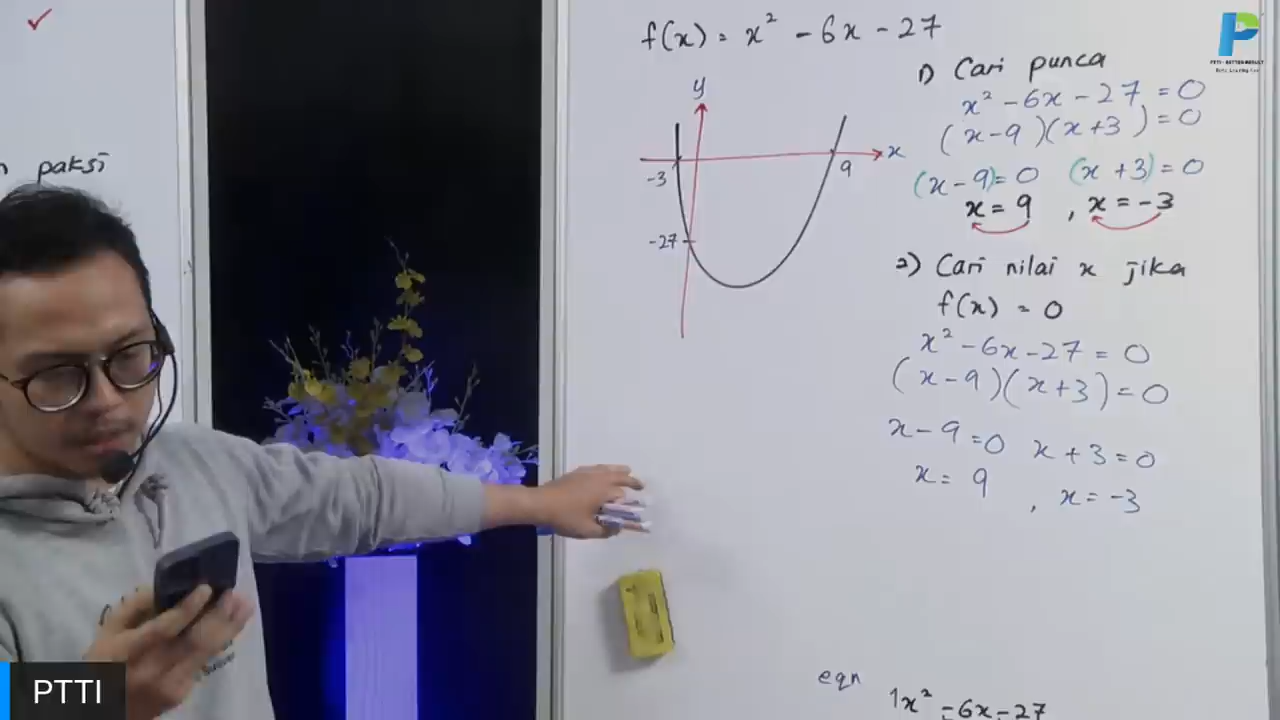 paksi
f(x) = x² - 6x - 27
y
x
-3
9
-27
1) Cari punca
x² - 6x - 27 = 0
(x - 9)(x + 3) = 0
(x - 9) = 0 (x + 3) = 0
x = 9 , x = -3
2) Cari nilai x jika
f(x) = 0
x² - 6x - 27 = 0
(x - 9)(x + 3) = 0
x - 9 = 0 x + 3 = 0
x = 9 , x = -3
eqn
1x² - 6x - 27
PTTI